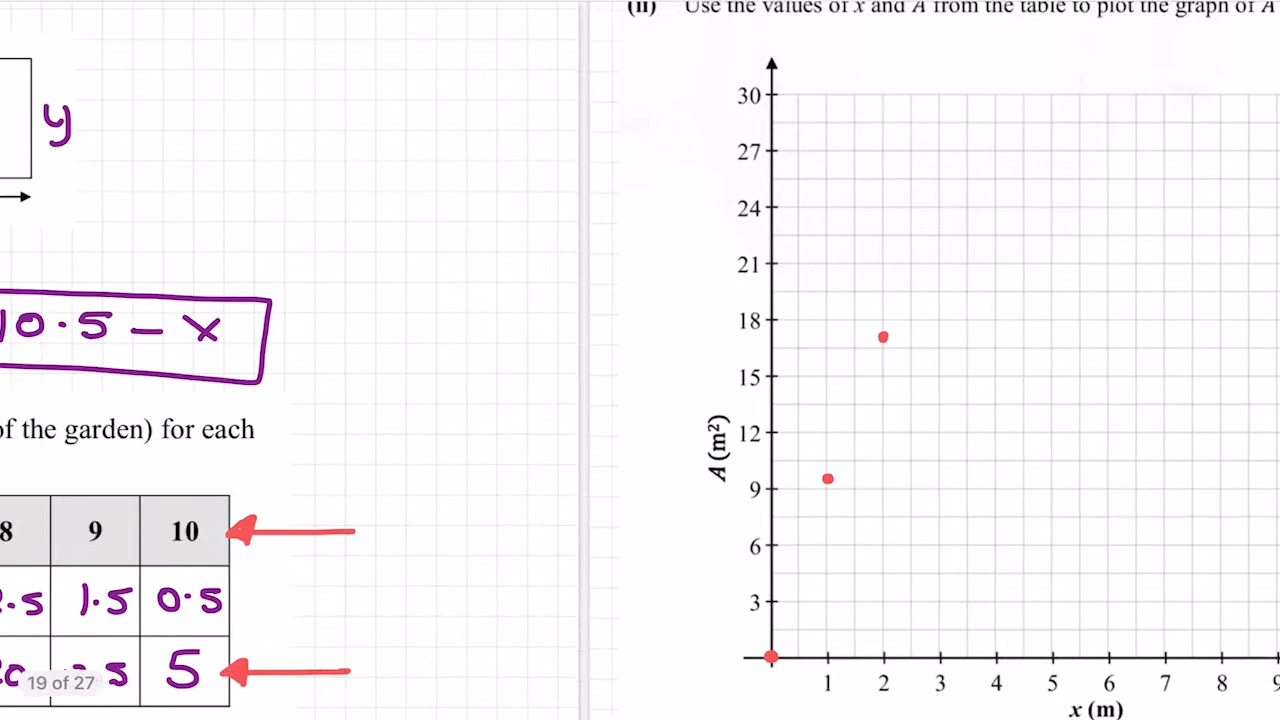 (ii) Use the values of x and A from the table to plot the graph of A
y
10.5 - x
of the garden) for each
8 9 10
2.5 1.5 0.5
5
19 of 27
30
27
24
21
18
15
12
9
6
3
A (m²)
1 2 3 4 5 6 7 8 9
x (m)